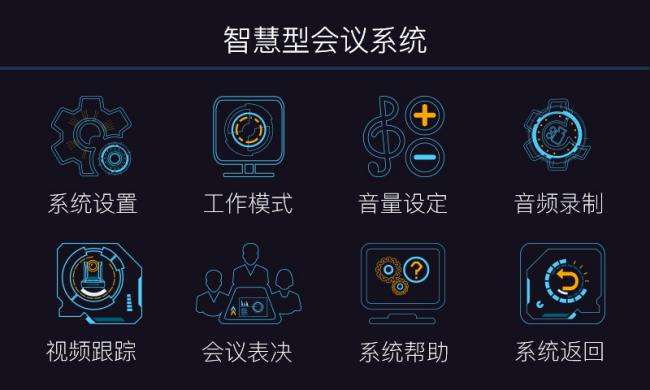 智慧型会议系统
系统设置 工作模式 音量设定 音频录制
视频跟踪 会议表决 系统帮助 系统返回